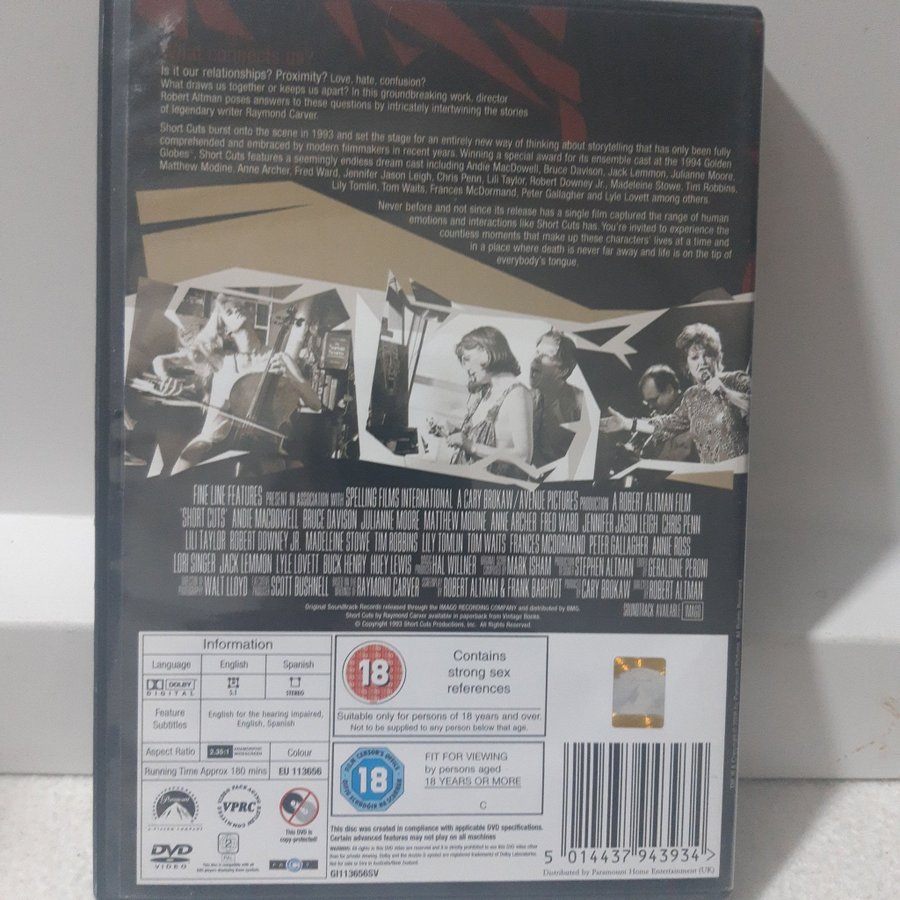 What connects us?
Is it our relationships? Proximity? Love, hate, confusion?
What draws us together or keeps us apart? In this groundbreaking work, director
Robert Altman poses answers to these questions by intricately intertwining the stories
of legendary writer Raymond Carver.
Short Cuts burst onto the scene in 1993 and set the stage for an entirely new way of thinking about storytelling that has only been fully
comprehended and embraced by modern filmmakers in recent years. Winning a special award for its ensemble cast at the 1994 Golden
Globes™, Short Cuts features a seemingly endless dream cast including Andie MacDowell, Bruce Davison, Jack Lemmon, Julianne Moore,
Matthew Modine, Anne Archer, Fred Ward, Jennifer Jason Leigh, Chris Penn, Lili Taylor, Robert Downey Jr., Madeleine Stowe, Tim Robbins,
Lily Tomlin, Tom Waits, Frances McDormand, Peter Gallagher and Lyle Lovett among others.
Never before and not since its release has a single film captured the range of human
emotions and interactions like Short Cuts has. You're invited to experience the
countless moments that make up these characters' lives at a time and
in a place where death is never far away and life is on the tip of
everybody's tongue.
FINE LINE FEATURES PRESENT IN ASSOCIATION WITH SPELLING FILMS INTERNATIONAL A CARY BROKAW / AVENUE PICTURES PRODUCTION A ROBERT ALTMAN FILM
'SHORT CUTS' ANDIE MACDOWELL BRUCE DAVISON JULIANNE MOORE MATTHEW MODINE ANNE ARCHER FRED WARD JENNIFER JASON LEIGH CHRIS PENN
LILI TAYLOR ROBERT DOWNEY JR. MADELEINE STOWE TIM ROBBINS LILY TOMLIN TOM WAITS FRANCES MCDORMAND PETER GALLAGHER ANNIE ROSS
LORI SINGER JACK LEMMON LYLE LOVETT BUCK HENRY HUEY LEWIS HAL WILLNER MARK ISHAM STEPHEN ALTMAN GERALDINE PERONI
WALT LLOYD SCOTT BUSHNELL RAYMOND CARVER ROBERT ALTMAN & FRANK BARHYDT CARY BROKAW ROBERT ALTMAN
Original Soundtrack Records released through the IMAGO RECORDING COMPANY and distributed by BMG.
SOUNDTRACK AVAILABLE IMAGO
Short Cuts by Raymond Carver available in paperback from Vintage Books.
© Copyright 1993 Short Cuts Productions, Inc. All Rights Reserved.
Information
Language English Spanish
DOLBY DIGITAL 5.1 STEREO
Feature Subtitles English for the hearing impaired, English, Spanish
Aspect Ratio 2.35:1 ANAMORPHIC WIDESCREEN Colour
Running Time Approx 180 mins EU 113656
Paramount
VIDEO PACKAGING REVIEW COMMITTEE VPRC
This DVD is copy-protected!
DVD VIDEO
2 PAL
18
Contains
strong sex
references
Suitable only for persons of 18 years and over.
Not to be supplied to any person below that age.
18
FIT FOR VIEWING
by persons aged
18 YEARS OR MORE
C
This disc was created in compliance with applicable DVD specifications.
Certain advanced features may not play on all machines
GI113656SV
5 014437 943934 >
Distributed by Paramount Home Entertainment (UK)